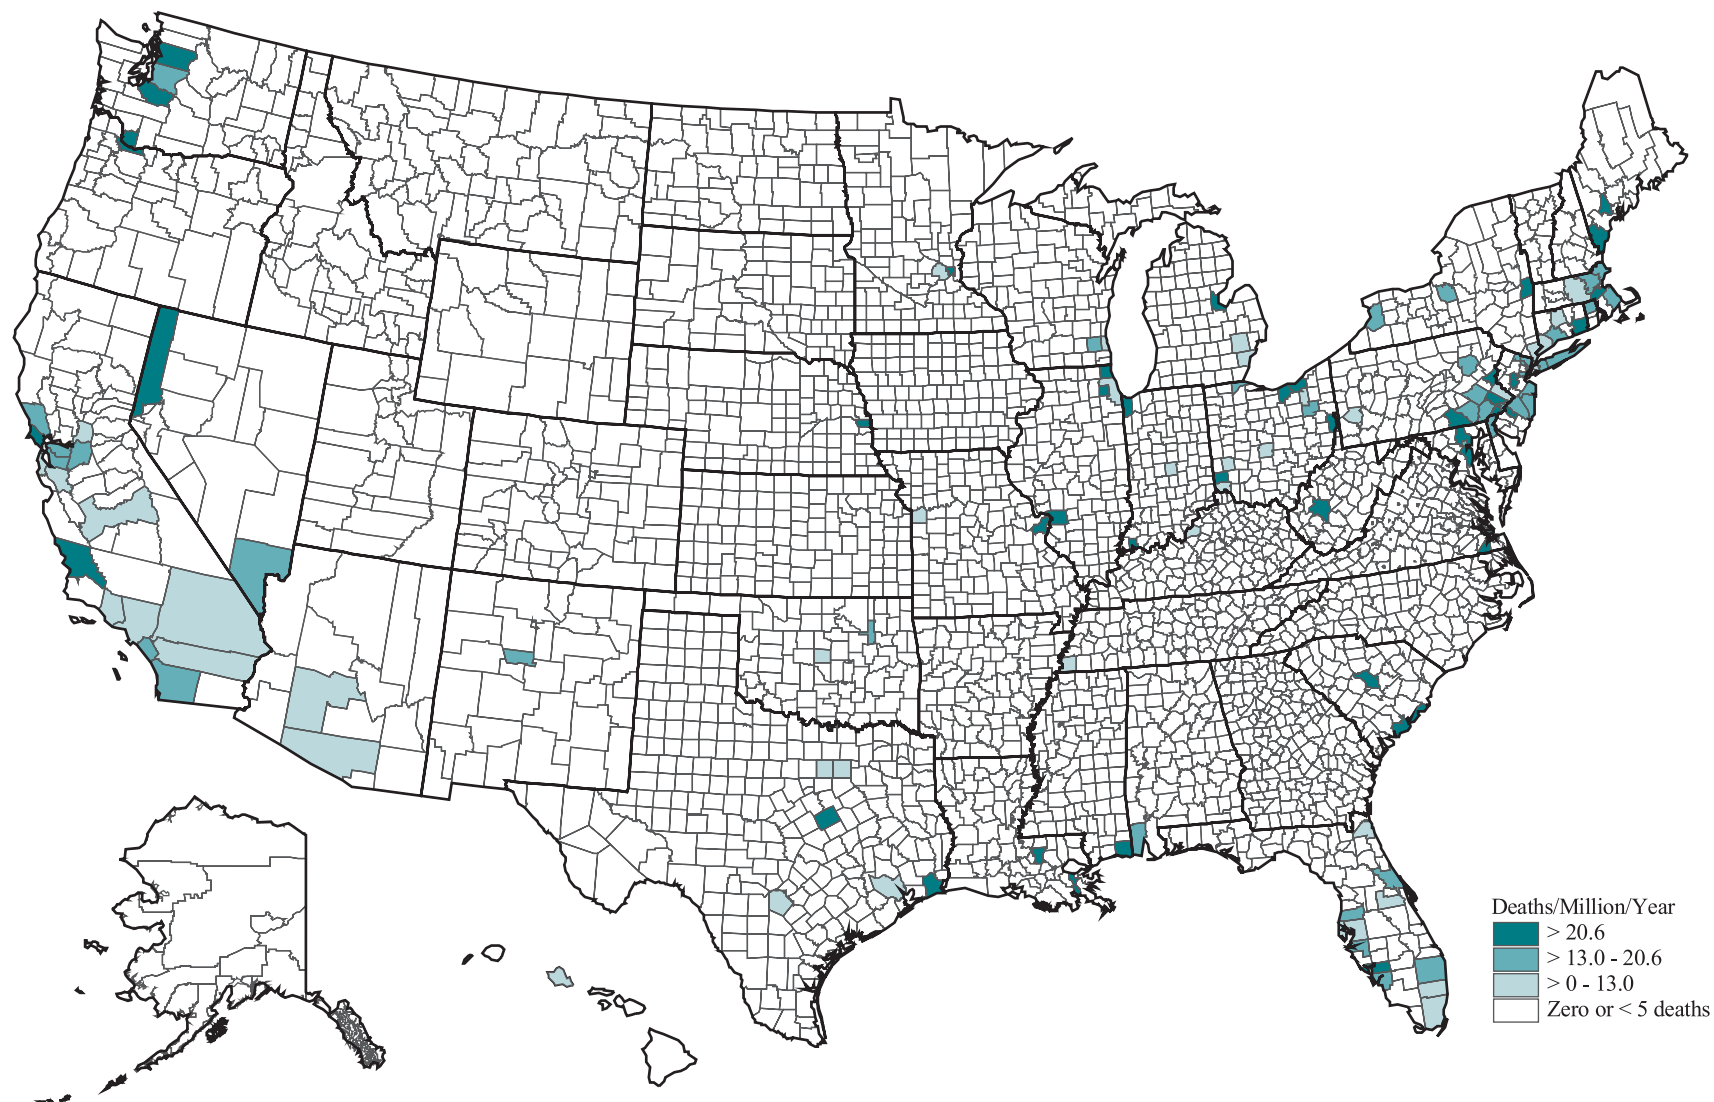 Deaths/Million/Year
> 20.6
> 13.0 - 20.6
> 0 - 13.0
Zero or < 5 deaths